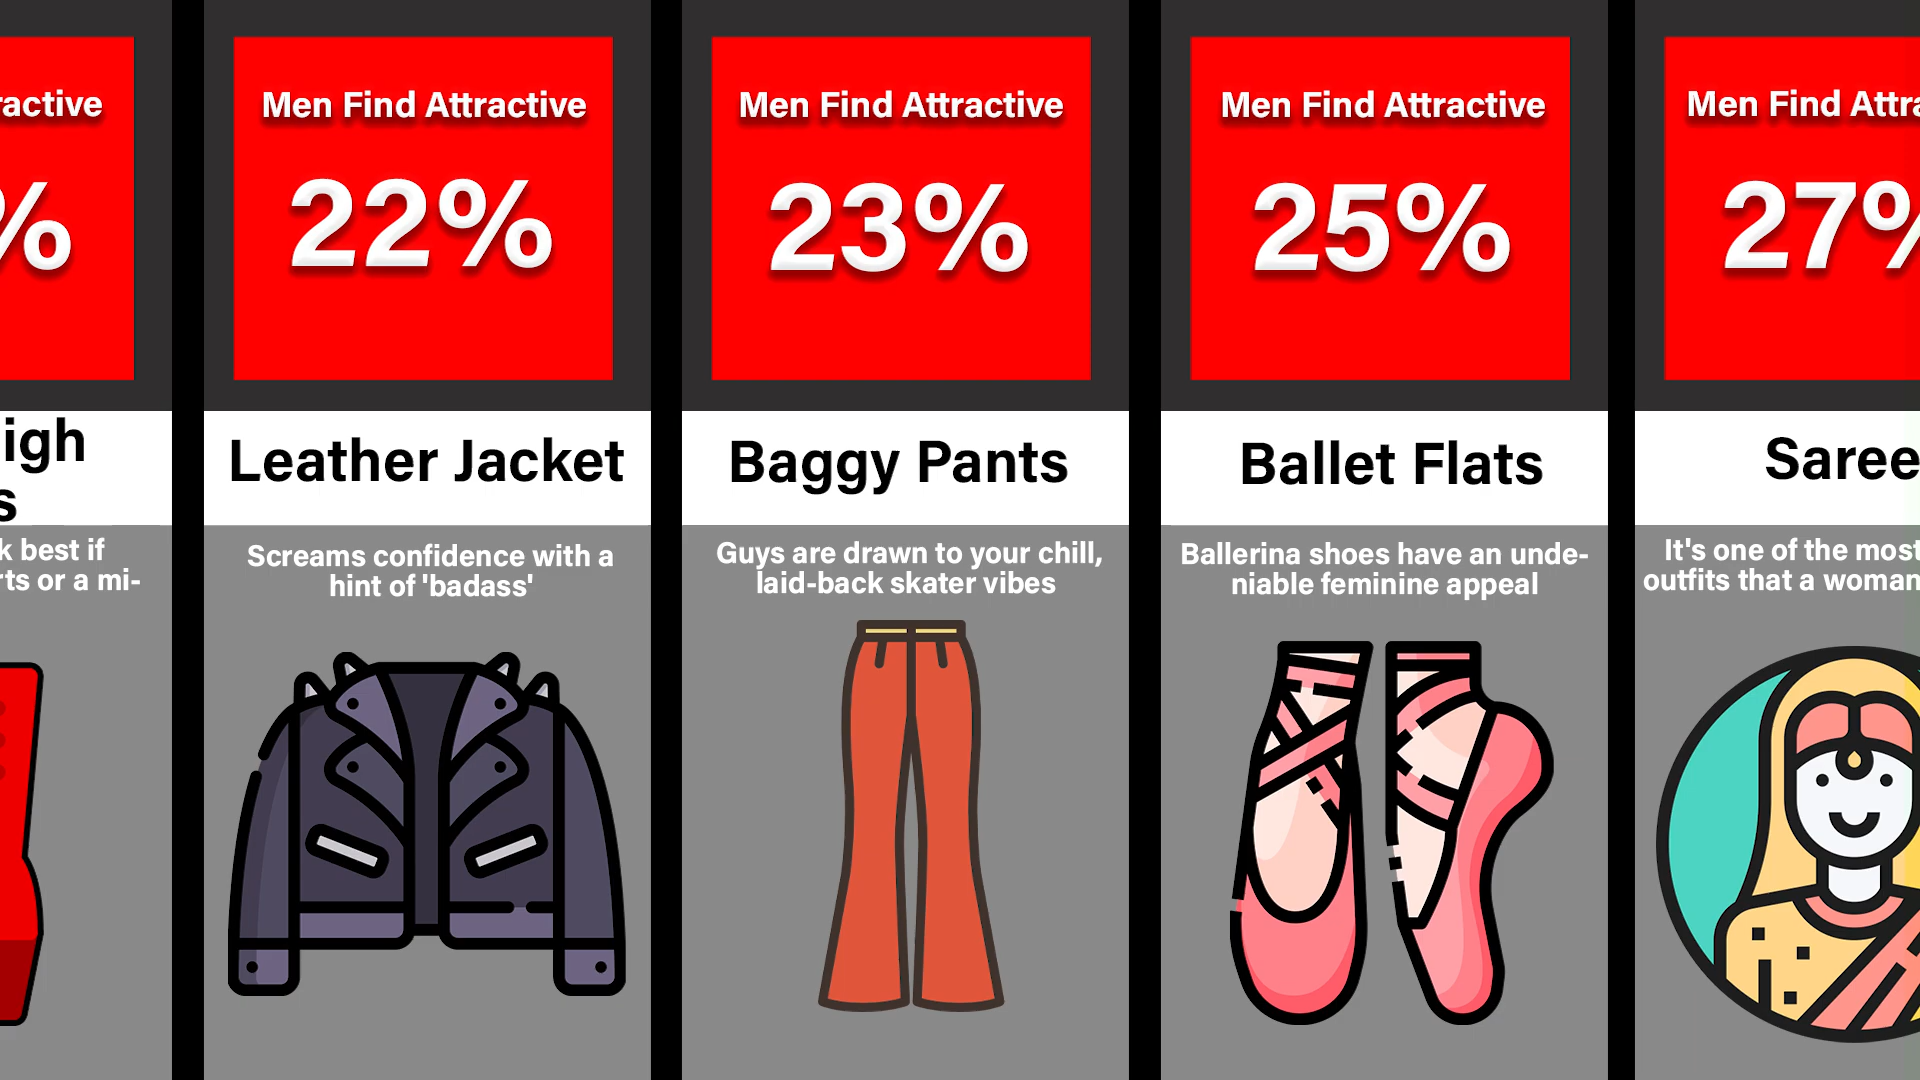 ractive
%
igh
s
k best if
rts or a mi-
Men Find Attractive
22%
Leather Jacket
Screams confidence with a
hint of 'badass'
Men Find Attractive
23%
Baggy Pants
Guys are drawn to your chill,
laid-back skater vibes
Men Find Attractive
25%
Ballet Flats
Ballerina shoes have an unde-
niable feminine appeal
Men Find Attra
27%
Saree
It's one of the most
outfits that a woman